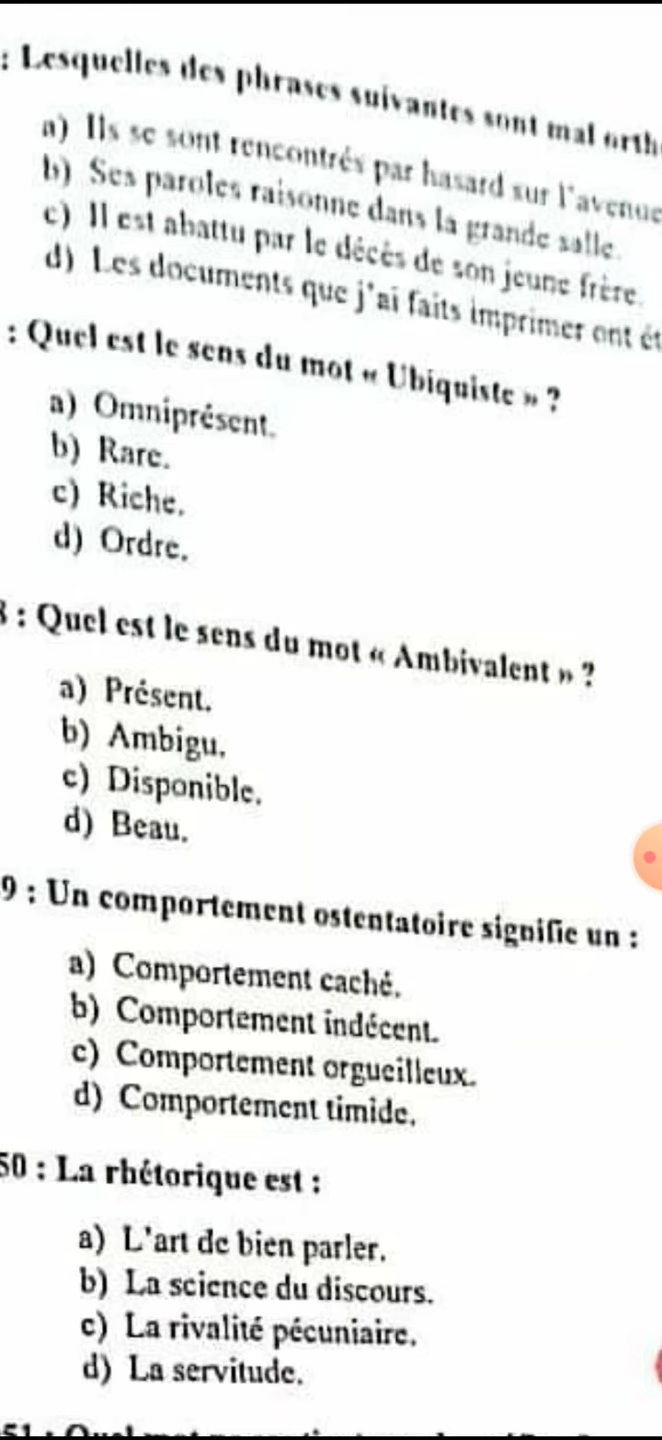 : Lesquelles des phrases suivantes sont mal orth
a) Ils se sont rencontrés par hasard sur l'avenue
b) Ses paroles raisonne dans la grande salle.
c) Il est abattu par le décès de son jeune frère.
d) Les documents que j'ai faits imprimer ont ét
: Quel est le sens du mot « Ubiquiste » ?
a) Omniprésent.
b) Rare.
c) Riche.
d) Ordre.
8 : Quel est le sens du mot « Ambivalent » ?
a) Présent.
b) Ambigu.
c) Disponible.
d) Beau.
9 : Un comportement ostentatoire signifie un :
a) Comportement caché.
b) Comportement indécent.
c) Comportement orgueilleux.
d) Comportement timide.
50 : La rhétorique est :
a) L'art de bien parler.
b) La science du discours.
c) La rivalité pécuniaire.
d) La servitude.